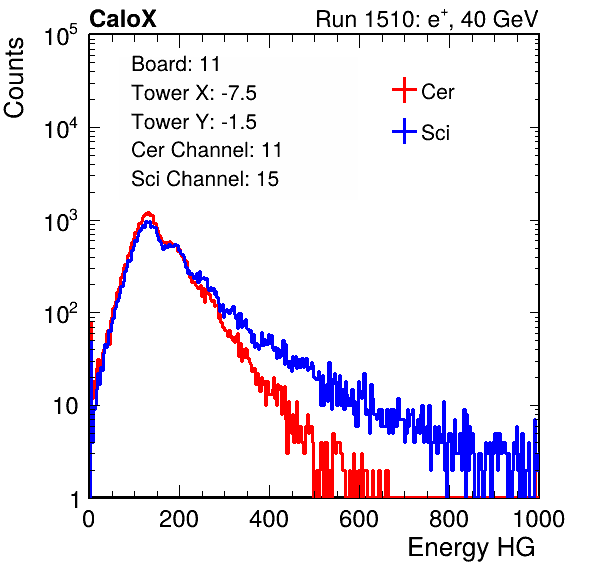 CaloX Run 1510: e⁺, 40 GeV
Board: 11
Tower X: -7.5
Tower Y: -1.5
Cer Channel: 11
Sci Channel: 15
Cer
Sci
Counts
10⁵
10⁴
10³
10²
10
1
0 200 400 600 800 1000
Energy HG